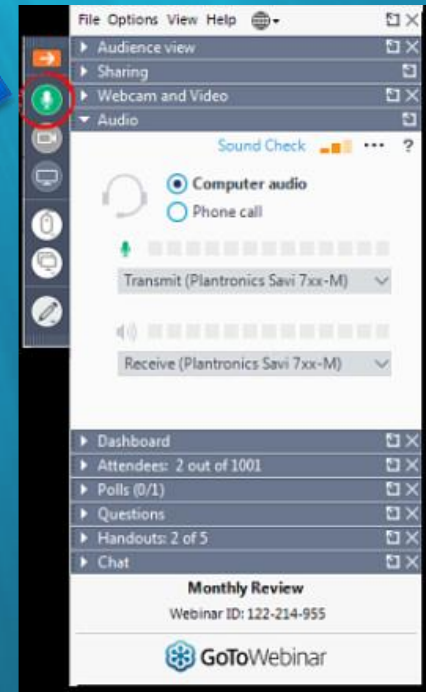 File Options View Help
Audience view
Sharing
Webcam and Video
Audio
Sound Check ?
Computer audio
Phone call
Transmit (Plantronics Savi 7xx-M)
Receive (Plantronics Savi 7xx-M)
Dashboard
Attendees: 2 out of 1001
Polls (0/1)
Questions
Handouts: 2 of 5
Chat
Monthly Review
Webinar ID: 122-214-955
GoToWebinar